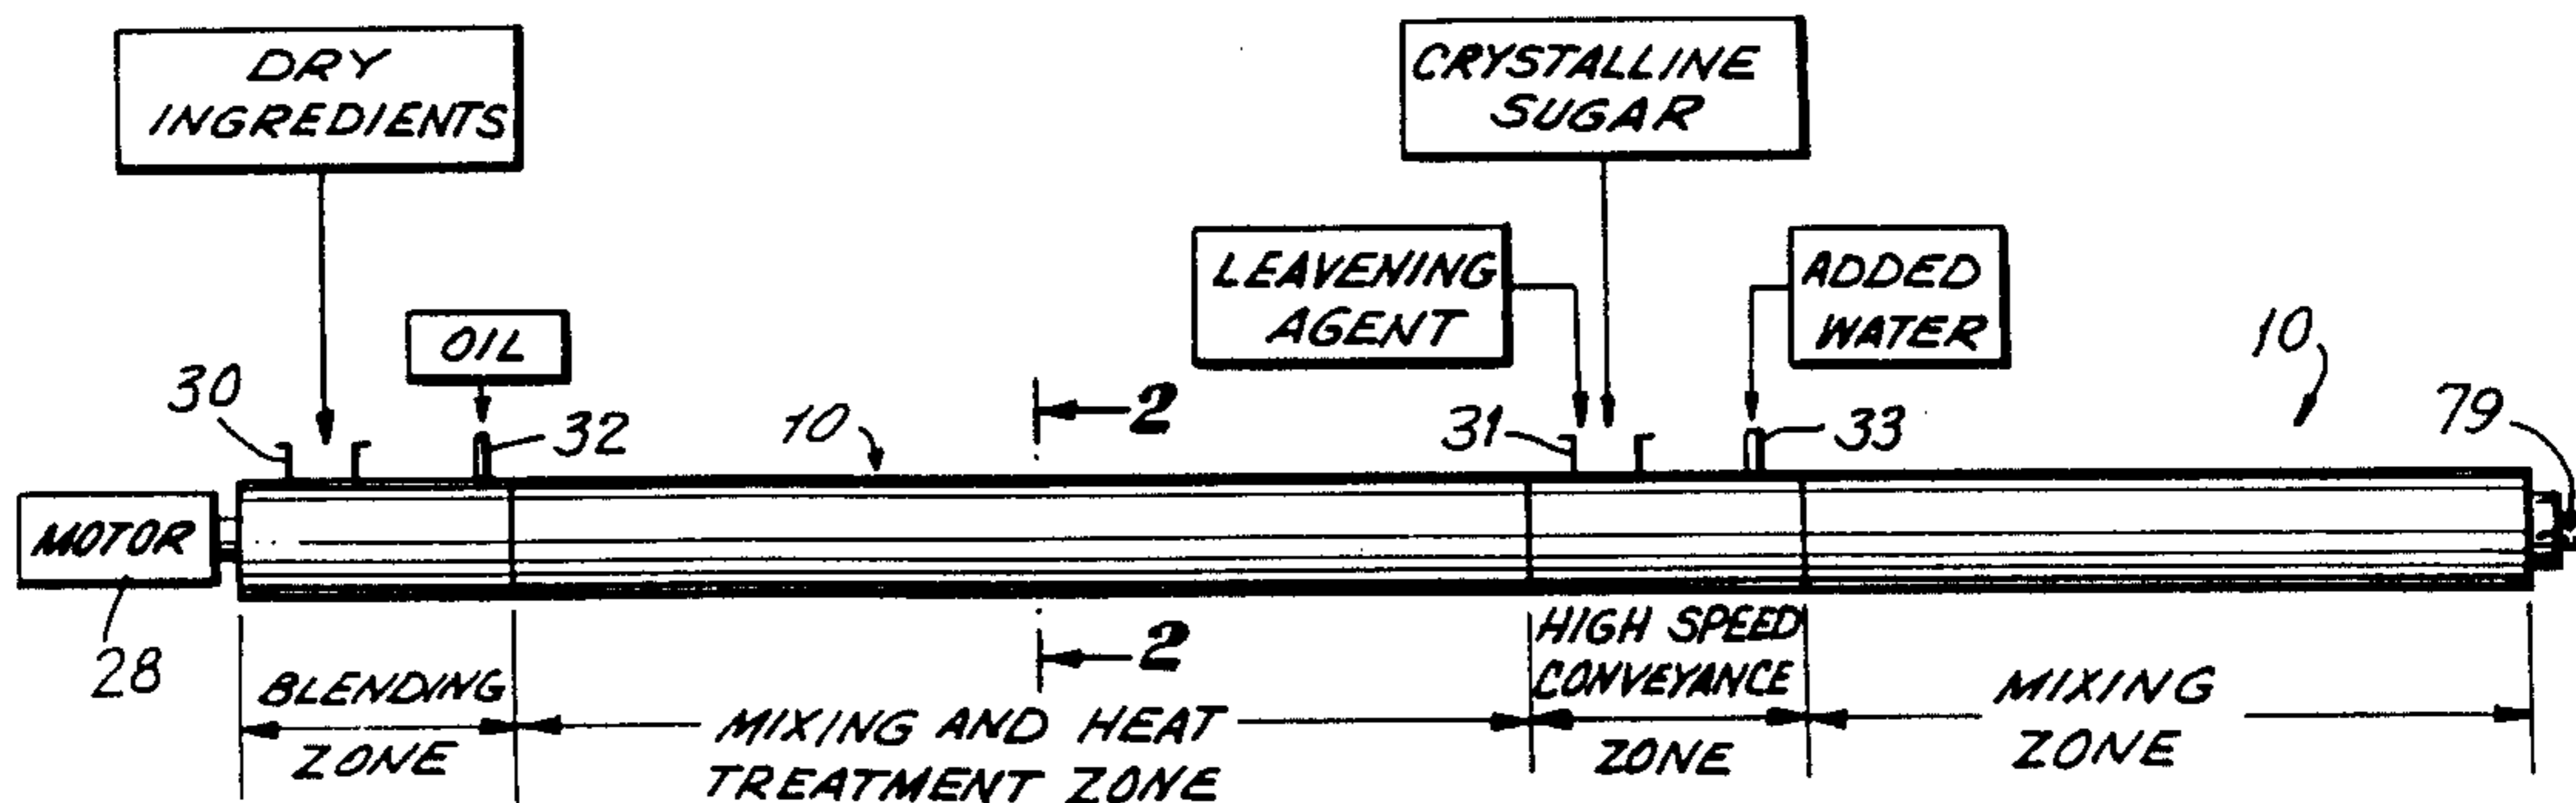 DRY
INGREDIENTS
CRYSTALLINE
SUGAR
LEAVENING
AGENT
ADDED
WATER
OIL
30
32
10
2
31
33
10
79
MOTOR
28
2
BLENDING
ZONE
MIXING AND HEAT
TREATMENT ZONE
HIGH SPEED
CONVEYANCE
ZONE
MIXING
ZONE